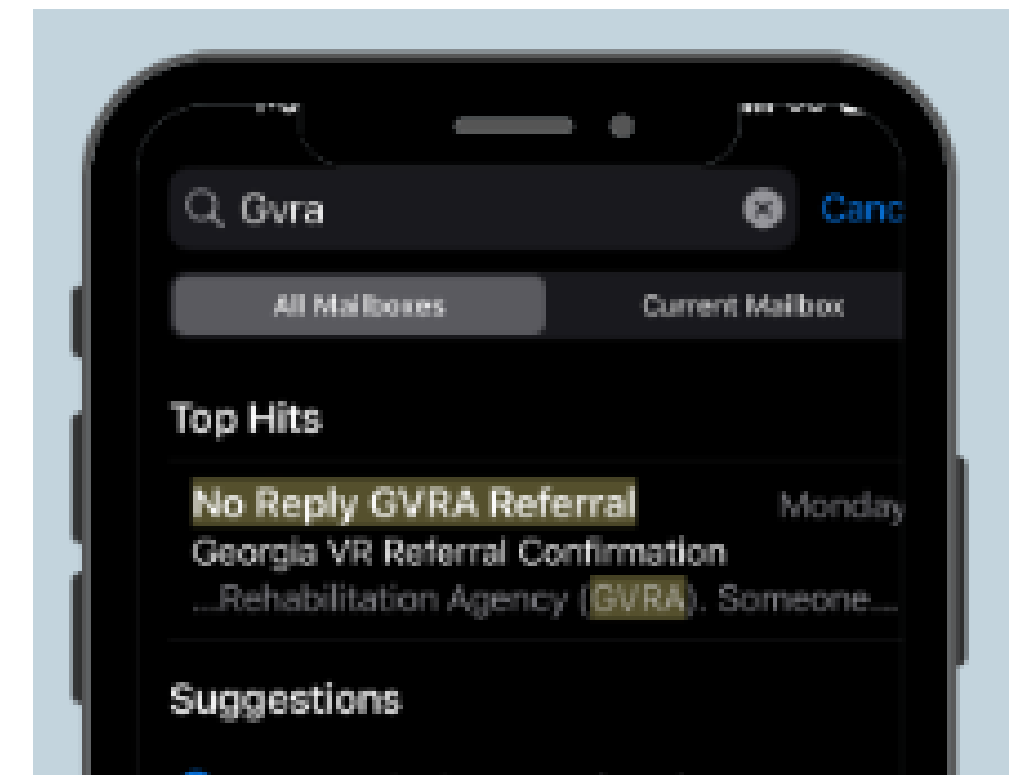 Gvra
Canc
All Mailboxes Current Mailbox
Top Hits
No Reply GVRA Referral Monday
Georgia VR Referral Confirmation
...Rehabilitation Agency (GVRA). Someone...
Suggestions